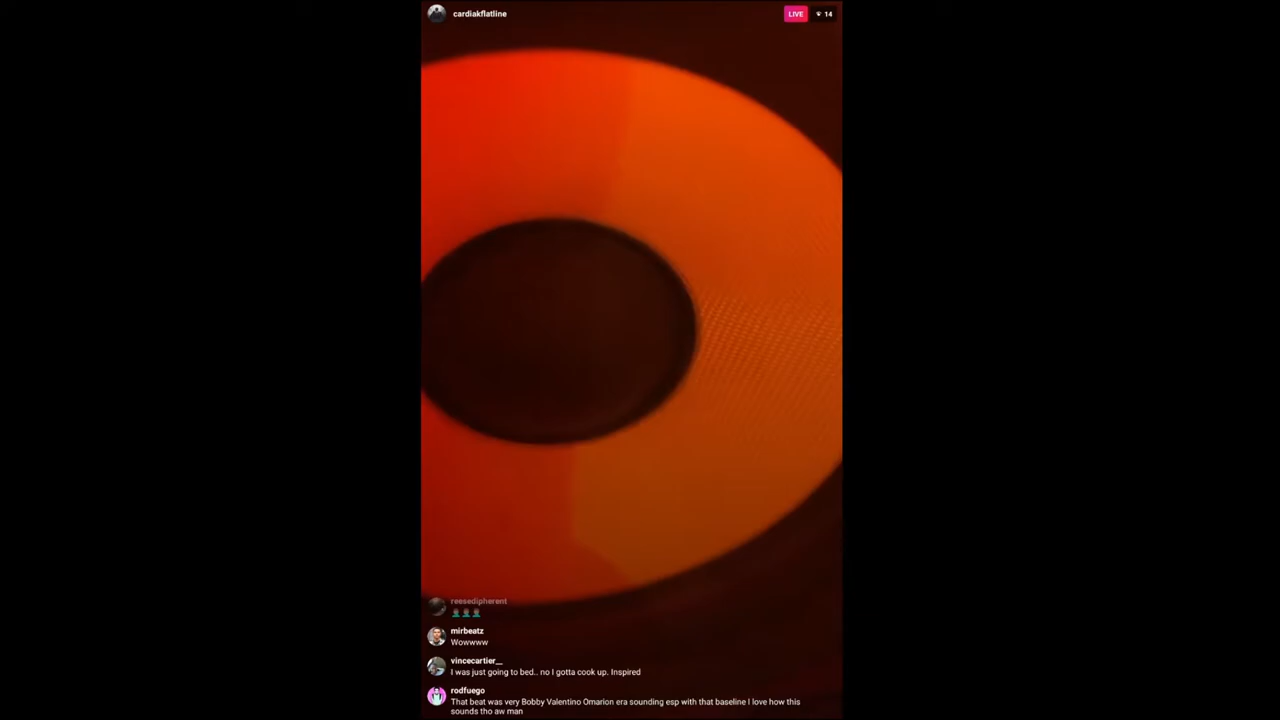 cardiakflatline
LIVE
14
reesedipherent
mirbeatz
Wowwww
vincecartier__
I was just going to bed.. no I gotta cook up. Inspired
rodfuego
That beat was very Bobby Valentino Omarion era sounding esp with that baseline I love how this
sounds tho aw man